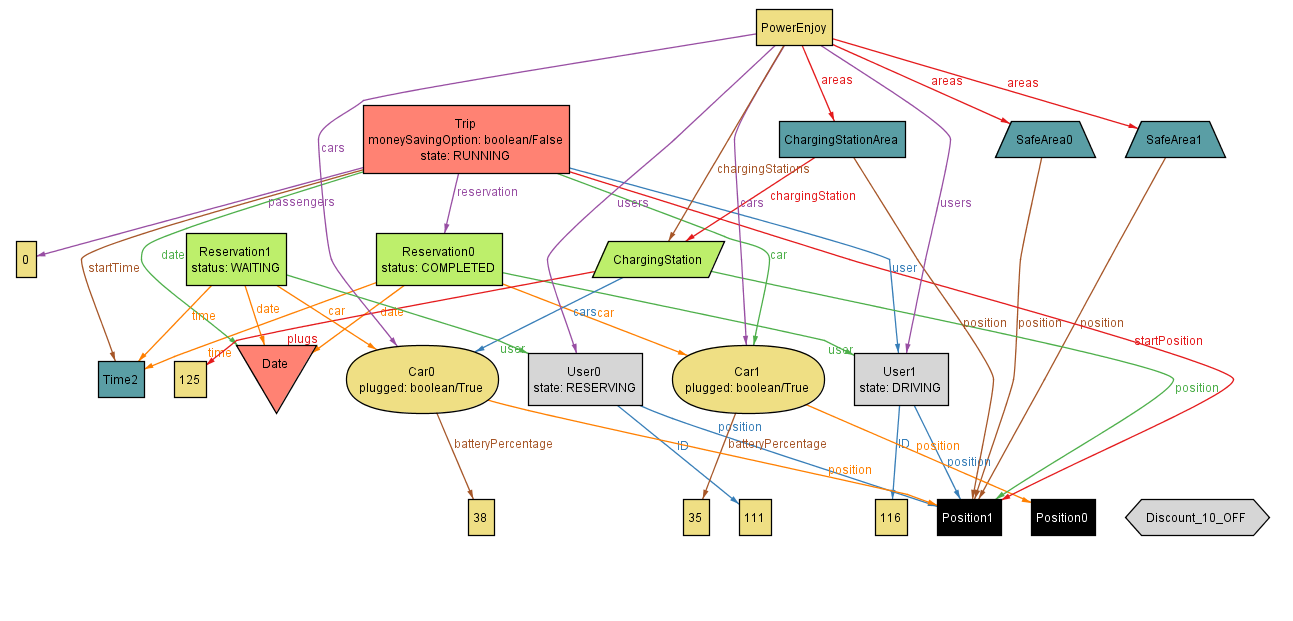 PowerEnjoy
areas
areas
areas
Trip
moneySavingOption: boolean/False
state: RUNNING
ChargingStationArea
SafeArea0
SafeArea1
cars
chargingStations
reservation
chargingStation
passengers
users
cars
users
0
Reservation1
status: WAITING
Reservation0
status: COMPLETED
ChargingStation
date
car
startTime
user
time
date
car
date
cars
car
position
position
position
plugs
startPosition
time
user
user
Time2
125
Date
Car0
plugged: boolean/True
User0
state: RESERVING
Car1
plugged: boolean/True
User1
state: DRIVING
position
batteryPercentage
position
ID
batteryPercentage
ID
position
position
position
38
35
111
116
Position1
Position0
Discount_10_OFF